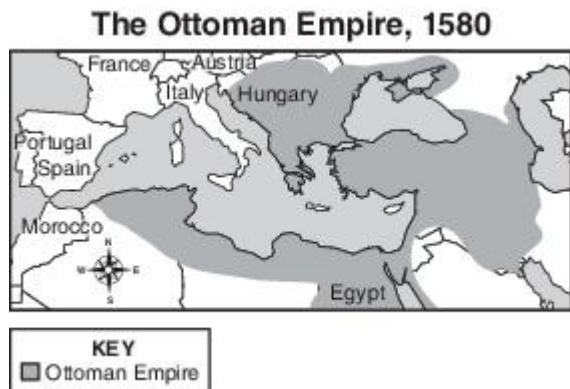 The Ottoman Empire, 1580
France
Austria
Italy
Hungary
Portugal
Spain
Morocco
N
W E
S
Egypt
KEY
Ottoman Empire